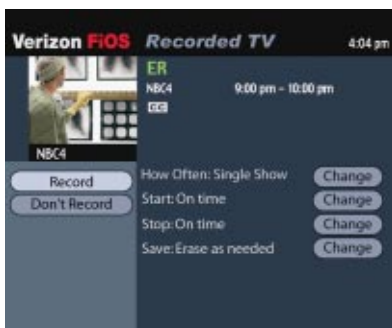 Verizon FiOS Recorded TV 4:04 pm
ER
NBC4 9:00 pm – 10:00 pm
CC
NBC4
Record
Don't Record
How Often: Single Show Change
Start: On time Change
Stop: On time Change
Save: Erase as needed Change